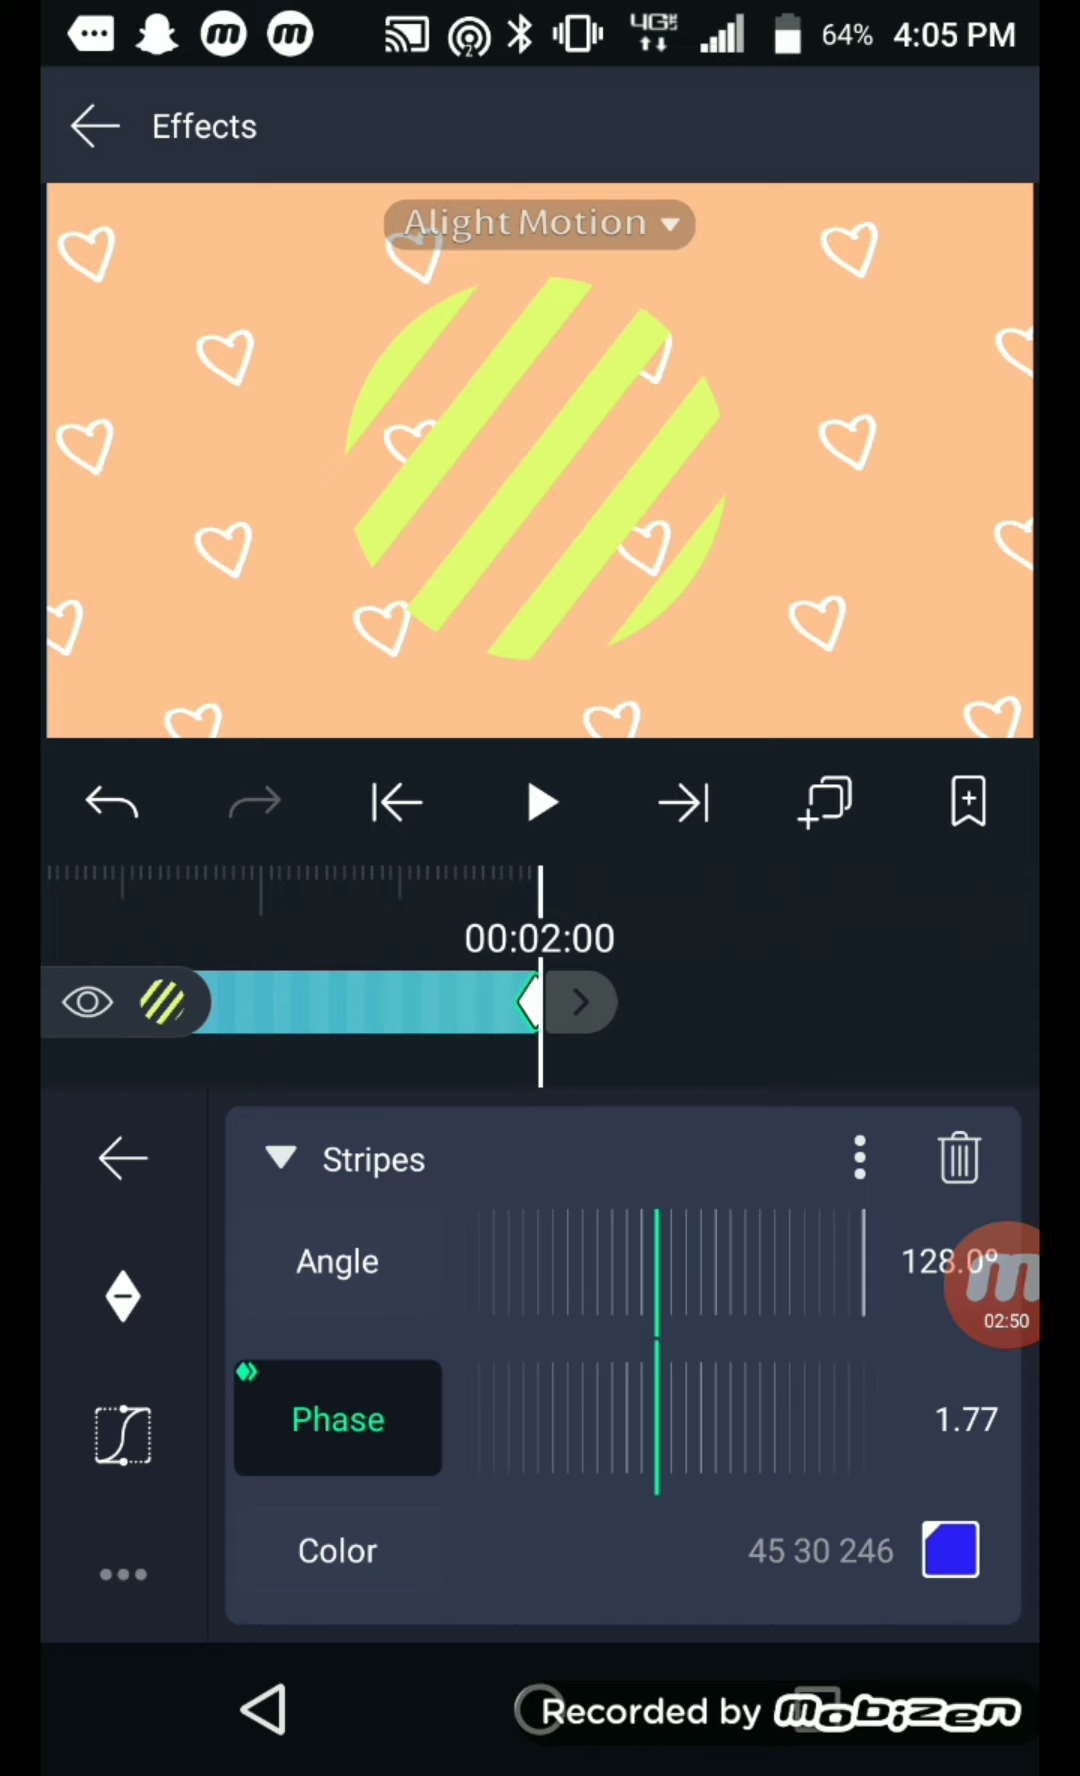 4G
64% 4:05 PM
Effects
Alight Motion
00:02:00
Stripes
Angle
128.0°
02:50
Phase
1.77
Color
45 30 246
Recorded by mobizen